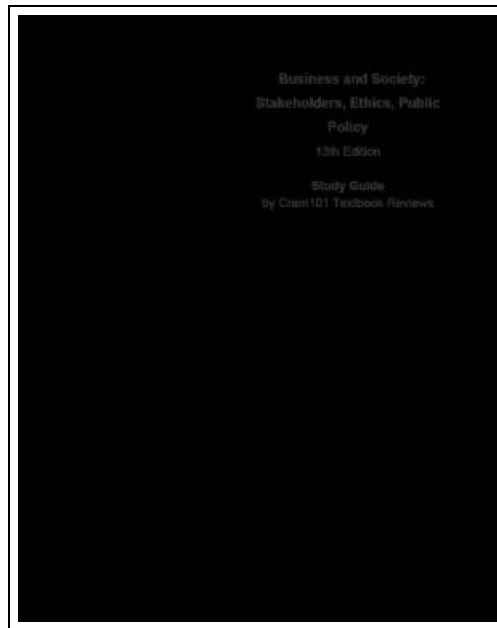 Business and Society:
Stakeholders, Ethics, Public
Policy
13th Edition
Study Guide
by Cram101 Textbook Reviews